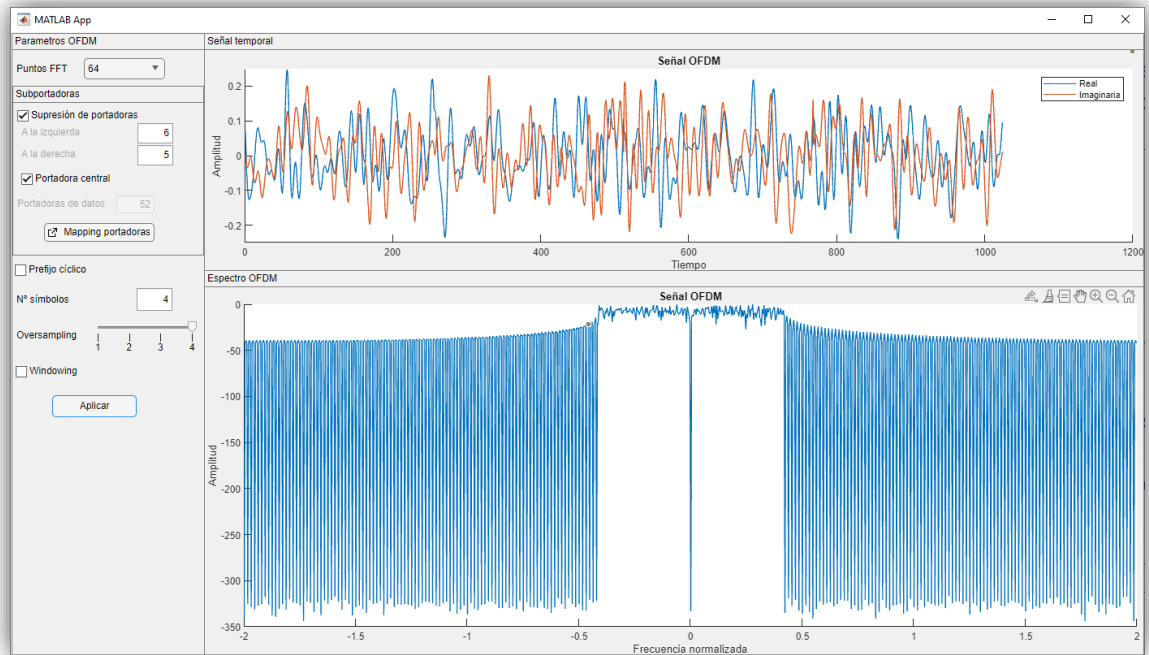 MATLAB App
Parametros OFDM
Puntos FFT
64
Subportadoras
Supresión de portadoras
A la izquierda
6
A la derecha
5
Portadora central
Portadoras de datos
52
Mapping portadoras
Prefijo cíclico
Nº símbolos
4
Oversampling
1 2 3 4
Windowing
Aplicar
Señal temporal
Señal OFDM
Real
Imaginaria
Amplitud
0.2
0.1
0
-0.1
-0.2
0 200 400 600 800 1000 1200
Tiempo
Espectro OFDM
Señal OFDM
Amplitud
0
-50
-100
-150
-200
-250
-300
-350
-2 -1.5 -1 -0.5 0 0.5 1 1.5 2
Frecuencia normalizada